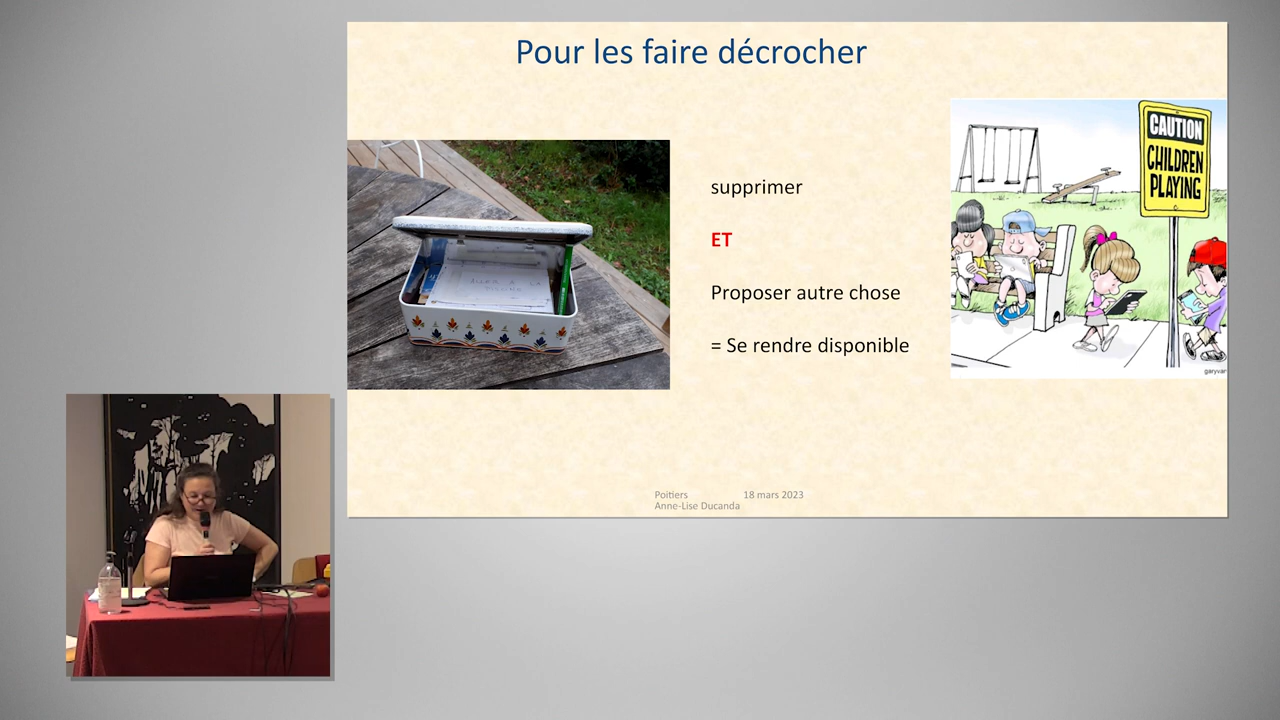 Pour les faire décrocher
supprimer
ET
Proposer autre chose
= Se rendre disponible
CAUTION
CHILDREN
PLAYING
Poitiers 18 mars 2023
Anne-Lise Ducanda